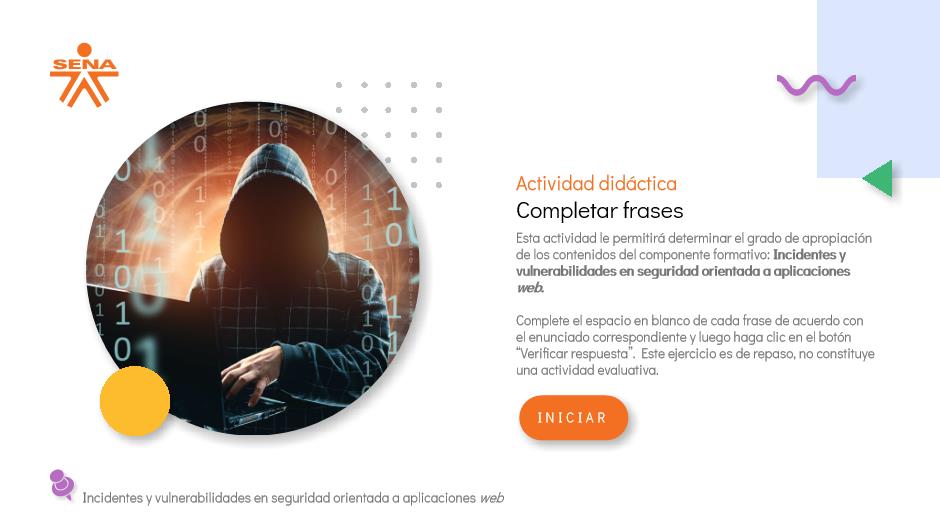 SENA
Actividad didáctica
Completar frases
Esta actividad le permitirá determinar el grado de apropiación
de los contenidos del componente formativo: Incidentes y
vulnerabilidades en seguridad orientada a aplicaciones
web.
Complete el espacio en blanco de cada frase de acuerdo con
el enunciado correspondiente y luego haga clic en el botón
“Verificar respuesta”. Este ejercicio es de repaso, no constituye
una actividad evaluativa.
INICIAR
Incidentes y vulnerabilidades en seguridad orientada a aplicaciones web